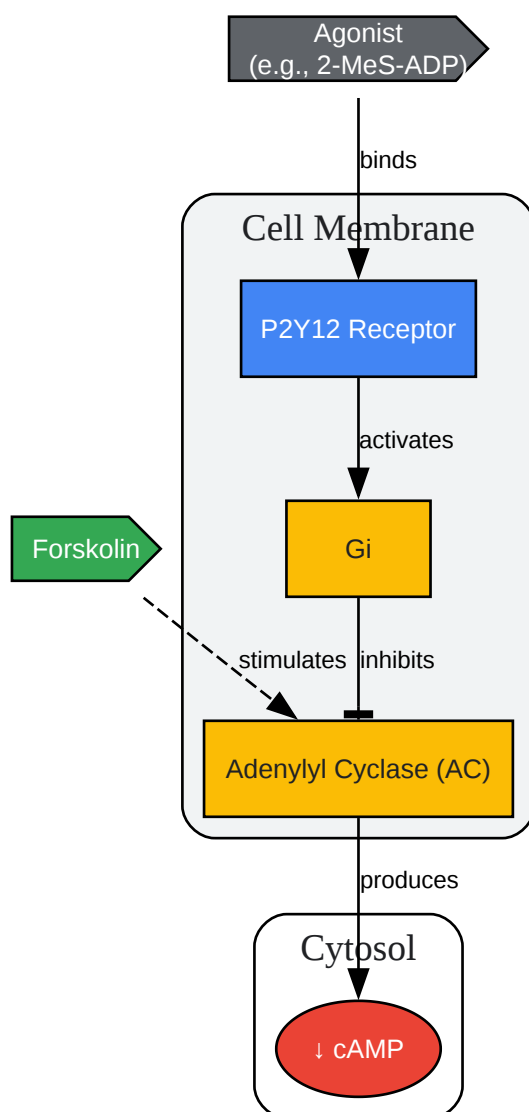 Agonist
(e.g., 2-MeS-ADP)
binds
Cell Membrane
P2Y12 Receptor
activates
Gi
Forskolin
stimulates
inhibits
Adenylyl Cyclase (AC)
produces
Cytosol
↓ cAMP